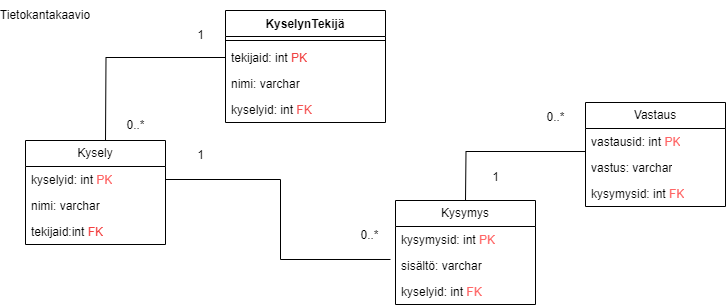 Tietokantakaavio
KyselynTekijä
tekijaid: int PK
nimi: varchar
kyselyid: int FK
1
0..*
Kysely
kyselyid: int PK
nimi: varchar
tekijaid:int FK
1
0..*
Kysymys
kysymysid: int PK
sisältö: varchar
kyselyid: int FK
1
0..*
Vastaus
vastausid: int PK
vastus: varchar
kysymysid: int FK